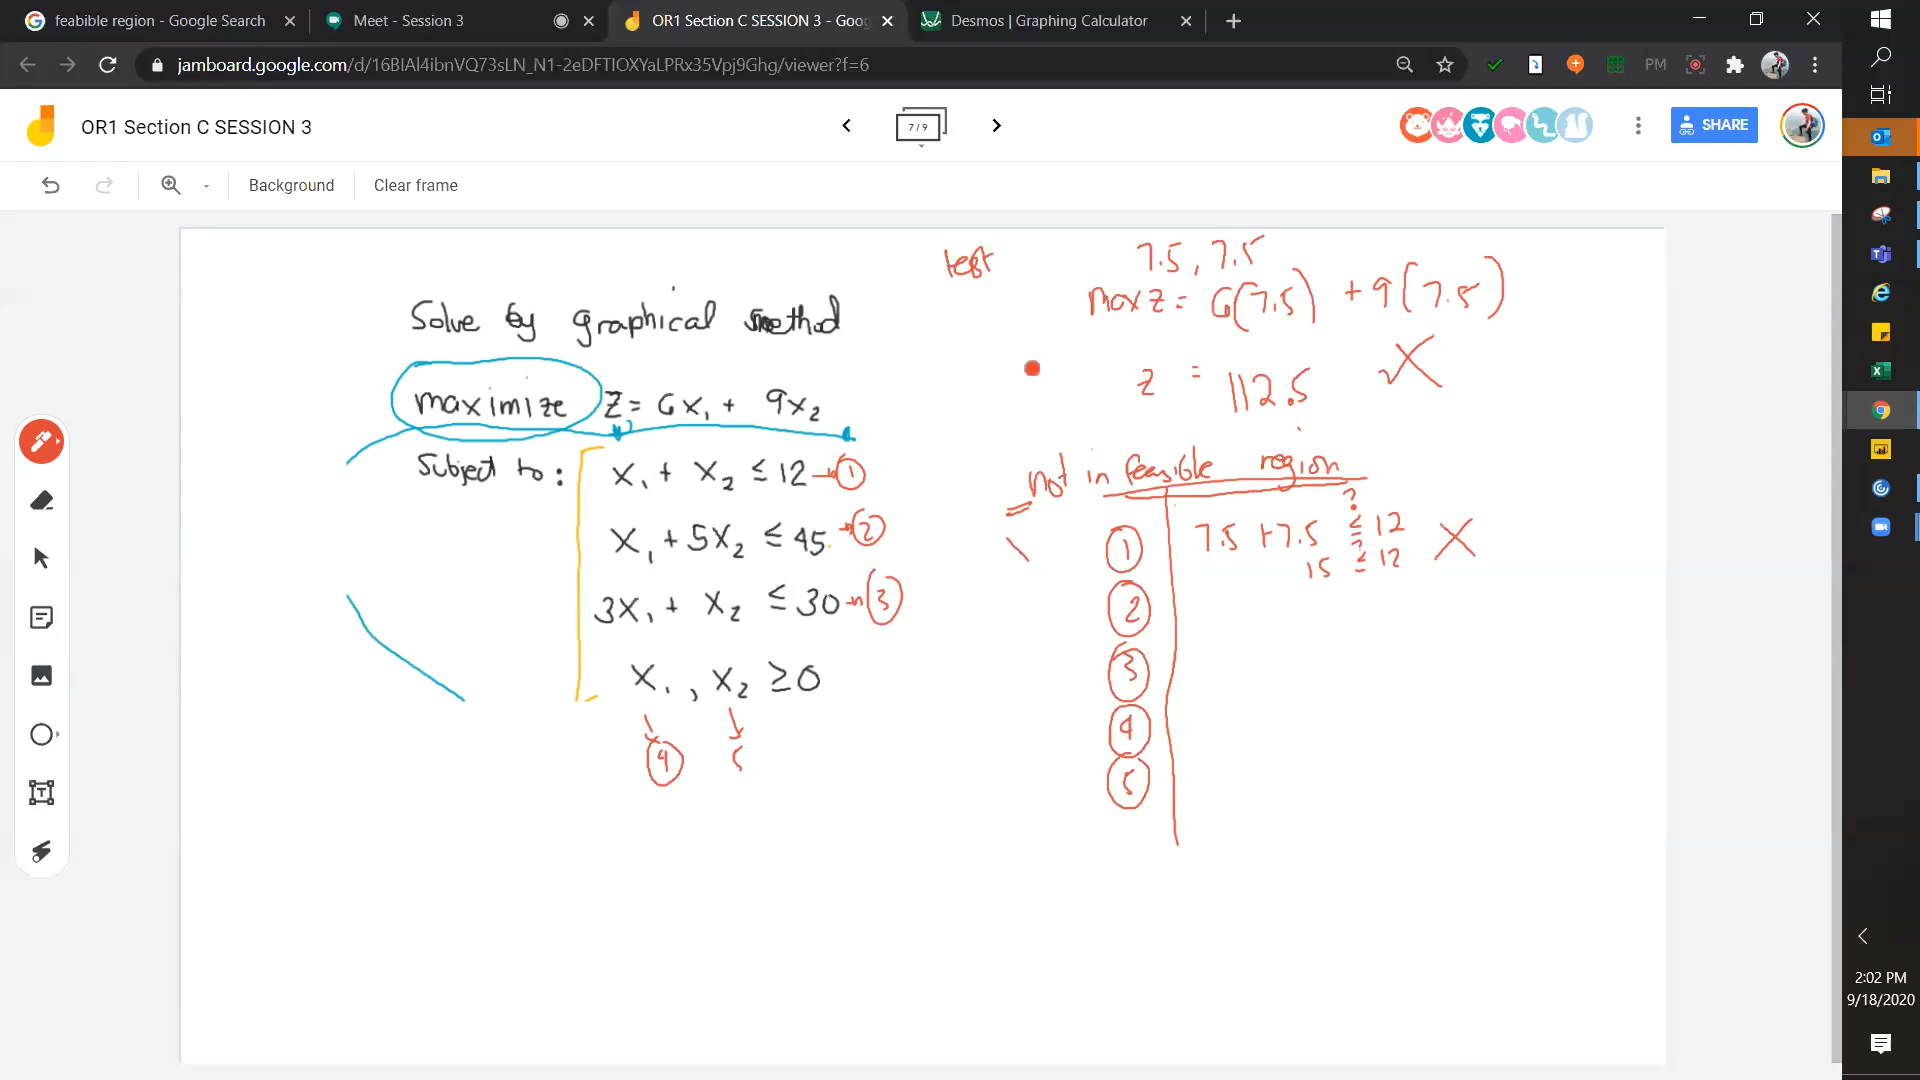 feabible region - Google Search
Meet - Session 3
OR1 Section C SESSION 3 - Goog
Desmos | Graphing Calculator
jamboard.google.com/d/16BIAl4ibnVQ73sLN_N1-2eDFTIOXYaLPRx35Vpj9Ghg/viewer?f=6
PM
OR1 Section C SESSION 3
7/9
SHARE
Background
Clear frame
Solve by graphical method
maximize Z = 6x₁ + 9x₂
Subject to:
x₁ + x₂ ≤ 12 → ①
x₁ + 5x₂ ≤ 45 → ②
3x₁ + x₂ ≤ 30 → ③
x₁, x₂ ≥ 0
④
test
7.5, 7.5
max z = 6(7.5) + 9(7.5)
z = 112.5 X
not in feasible region
① 7.5 + 7.5 ≤? 12 X
15 ≤? 12
②
③
④
⑤
2:02 PM
9/18/2020